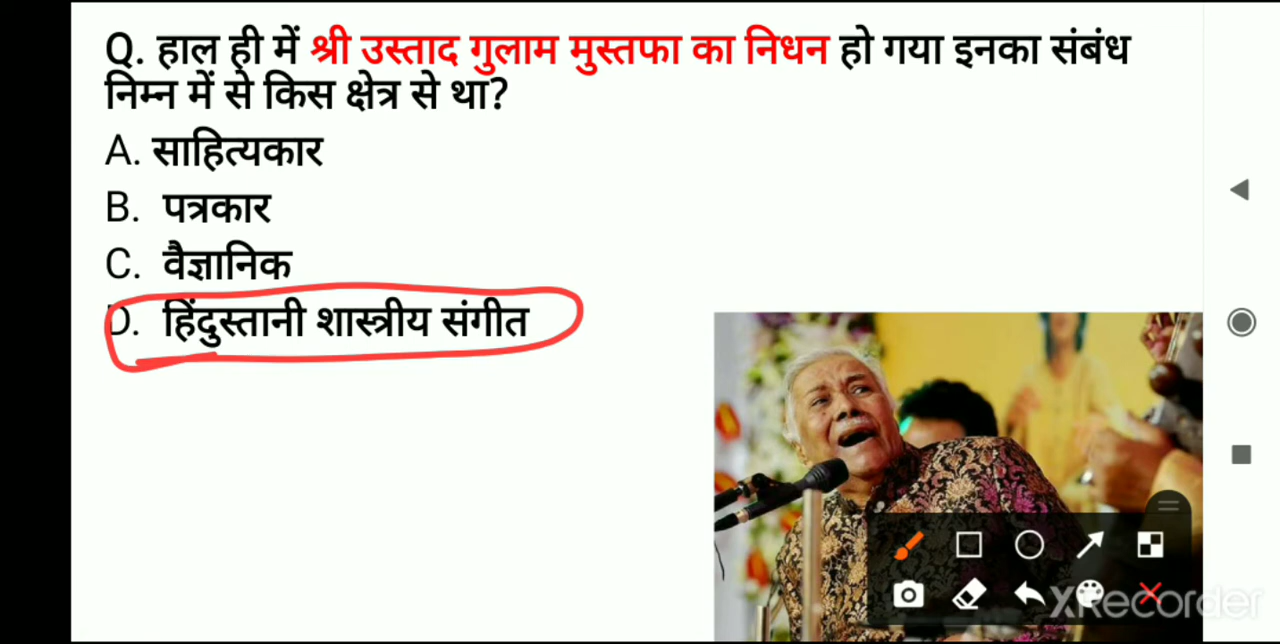 Q. हाल ही में श्री उस्ताद गुलाम मुस्तफा का निधन हो गया इनका संबंध
निम्न में से किस क्षेत्र से था?
A. साहित्यकार
B. पत्रकार
C. वैज्ञानिक
D. हिंदुस्तानी शास्त्रीय संगीत
XRecorder